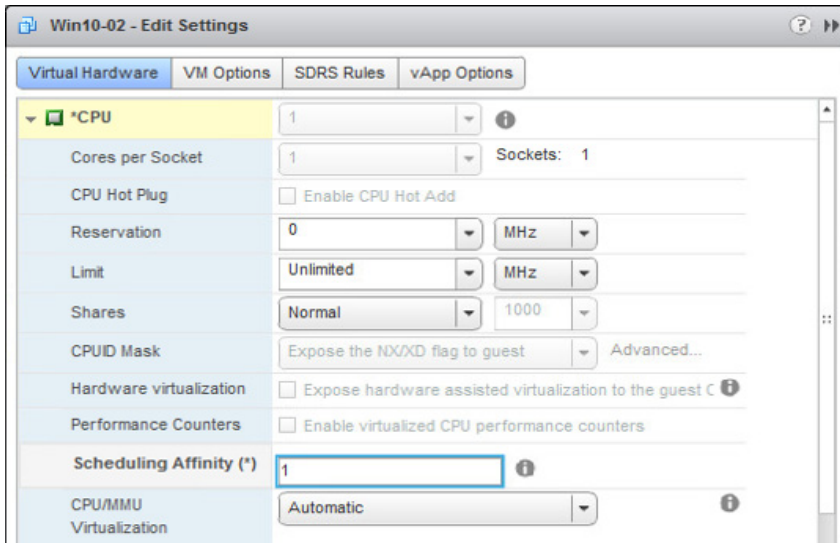 Win10-02 - Edit Settings ?
Virtual Hardware VM Options SDRS Rules vApp Options
*CPU 1
Cores per Socket 1 Sockets: 1
CPU Hot Plug Enable CPU Hot Add
Reservation 0 MHz
Limit Unlimited MHz
Shares Normal 1000
CPUID Mask Expose the NX/XD flag to guest Advanced...
Hardware virtualization Expose hardware assisted virtualization to the guest
Performance Counters Enable virtualized CPU performance counters
Scheduling Affinity (*) 1
CPU/MMU Automatic
Virtualization